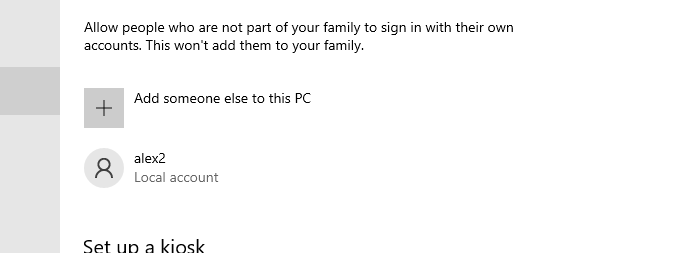 Allow people who are not part of your family to sign in with their own
accounts. This won't add them to your family.
Add someone else to this PC
alex2
Local account
Set up a kiosk